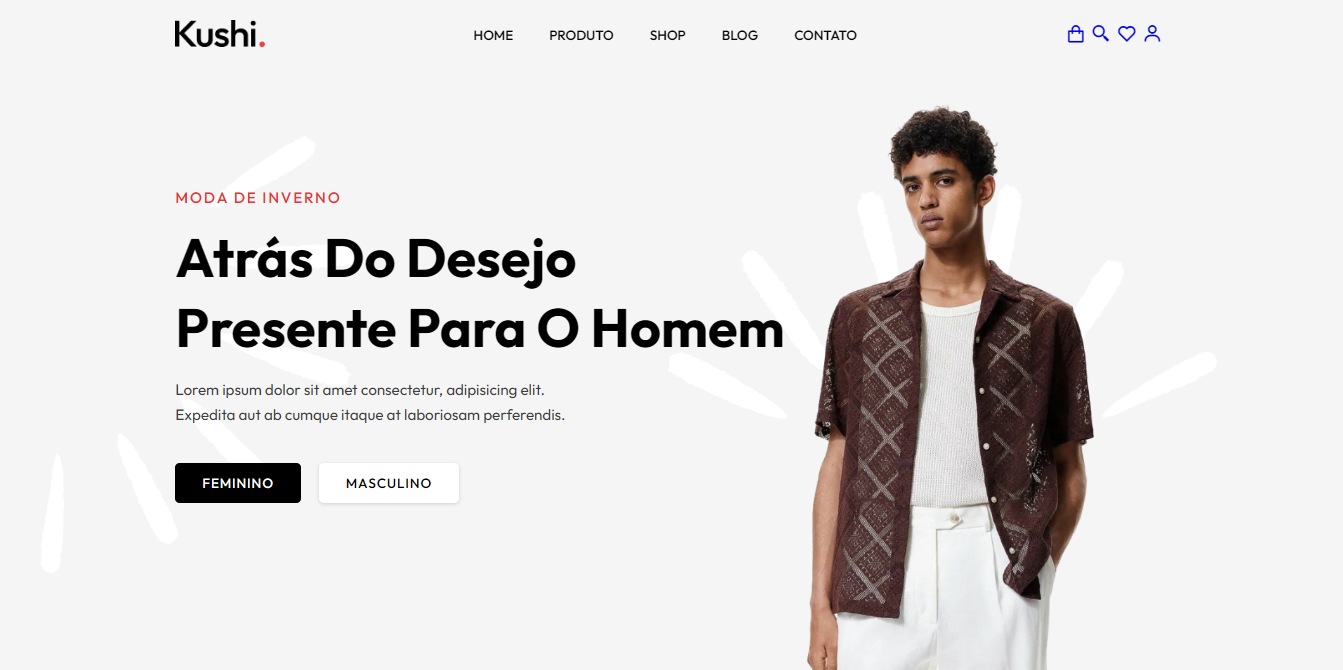 Kushi.
HOME PRODUTO SHOP BLOG CONTATO
MODA DE INVERNO
Atrás Do Desejo
Presente Para O Homem
Lorem ipsum dolor sit amet consectetur, adipisicing elit.
Expedita aut ab cumque itaque at laboriosam perferendis.
FEMININO MASCULINO